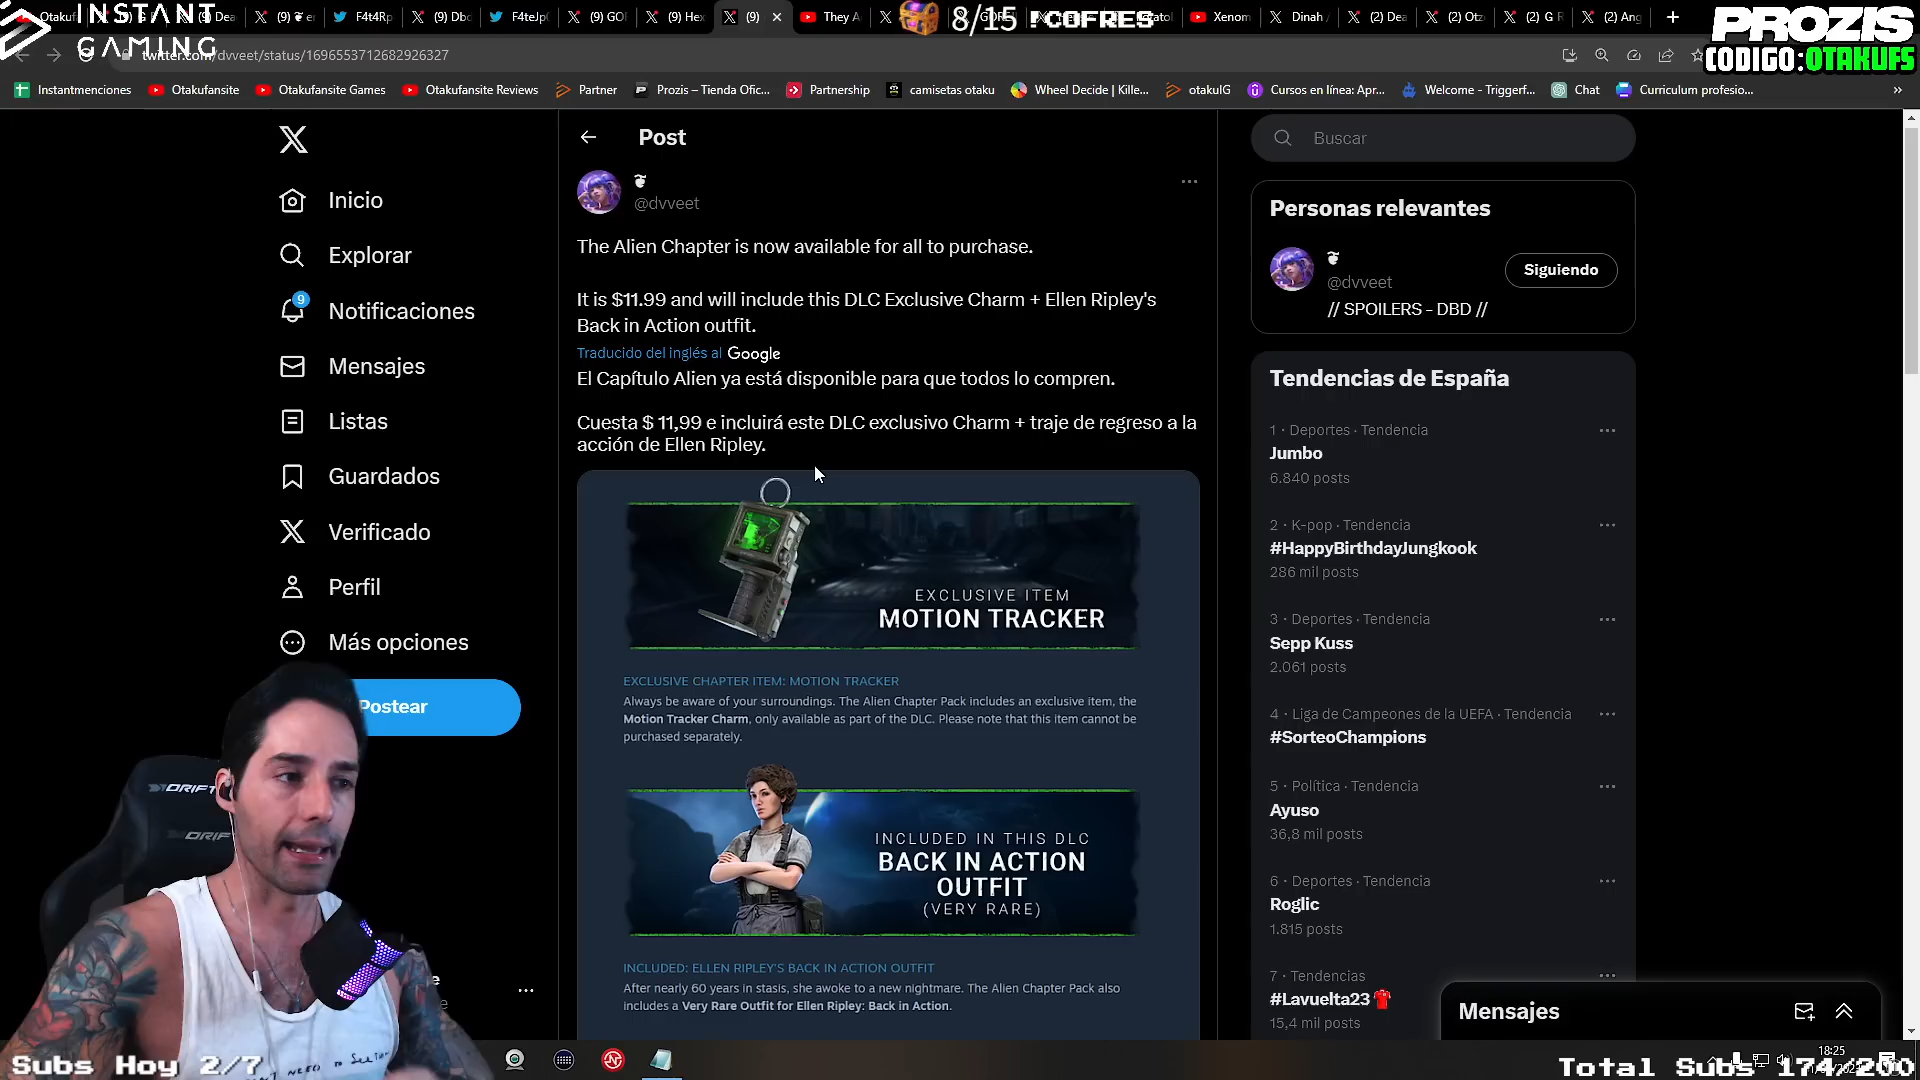 INSTANT
GAMING
8/15 !COFRES
PROZIS
CODIGO:OTAKUFS
twitter.com/dvveet/status/1696553712682926327
Instantmenciones
Otakufansite
Otakufansite Games
Otakufansite Reviews
Partner
Prozis – Tienda Ofic...
Partnership
camisetas otaku
Wheel Decide | Kille...
otakuIG
Cursos en línea: Apr...
Welcome - Triggerf...
Chat
Curriculum profesio...
Inicio
Explorar
9
Notificaciones
Mensajes
Listas
Guardados
Verificado
Perfil
Más opciones
Postear
Post
@dvveet
The Alien Chapter is now available for all to purchase.
It is $11.99 and will include this DLC Exclusive Charm + Ellen Ripley's
Back in Action outfit.
Traducido del inglés al Google
El Capítulo Alien ya está disponible para que todos lo compren.
Cuesta $ 11,99 e incluirá este DLC exclusivo Charm + traje de regreso a la
acción de Ellen Ripley.
EXCLUSIVE ITEM
MOTION TRACKER
EXCLUSIVE CHAPTER ITEM: MOTION TRACKER
Always be aware of your surroundings. The Alien Chapter Pack includes an exclusive item, the
Motion Tracker Charm, only available as part of the DLC. Please note that this item cannot be
purchased separately.
INCLUDED IN THIS DLC
BACK IN ACTION
OUTFIT
(VERY RARE)
INCLUDED: ELLEN RIPLEY'S BACK IN ACTION OUTFIT
After nearly 60 years in stasis, she awoke to a new nightmare. The Alien Chapter Pack also
includes a Very Rare Outfit for Ellen Ripley: Back in Action.
Buscar
Personas relevantes
@dvveet
Siguiendo
// SPOILERS - DBD //
Tendencias de España
1 · Deportes · Tendencia
Jumbo
6.840 posts
2 · K-pop · Tendencia
#HappyBirthdayJungkook
286 mil posts
3 · Deportes · Tendencia
Sepp Kuss
2.061 posts
4 · Liga de Campeones de la UEFA · Tendencia
#SorteoChampions
5 · Política · Tendencia
Ayuso
36,8 mil posts
6 · Deportes · Tendencia
Roglic
1.815 posts
7 · Tendencias
#Lavuelta23
15,4 mil posts
Mensajes
Subs Hoy 2/7
18:25
Total Subs 174/200